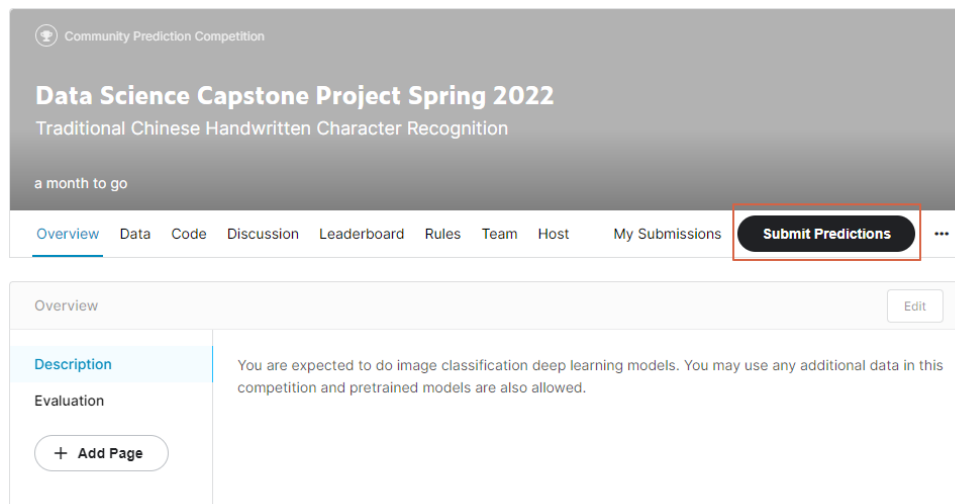 Community Prediction Competition
Data Science Capstone Project Spring 2022
Traditional Chinese Handwritten Character Recognition
a month to go
Overview Data Code Discussion Leaderboard Rules Team Host My Submissions Submit Predictions ...
Overview Edit
Description
You are expected to do image classification deep learning models. You may use any additional data in this
competition and pretrained models are also allowed.
Evaluation
+ Add Page